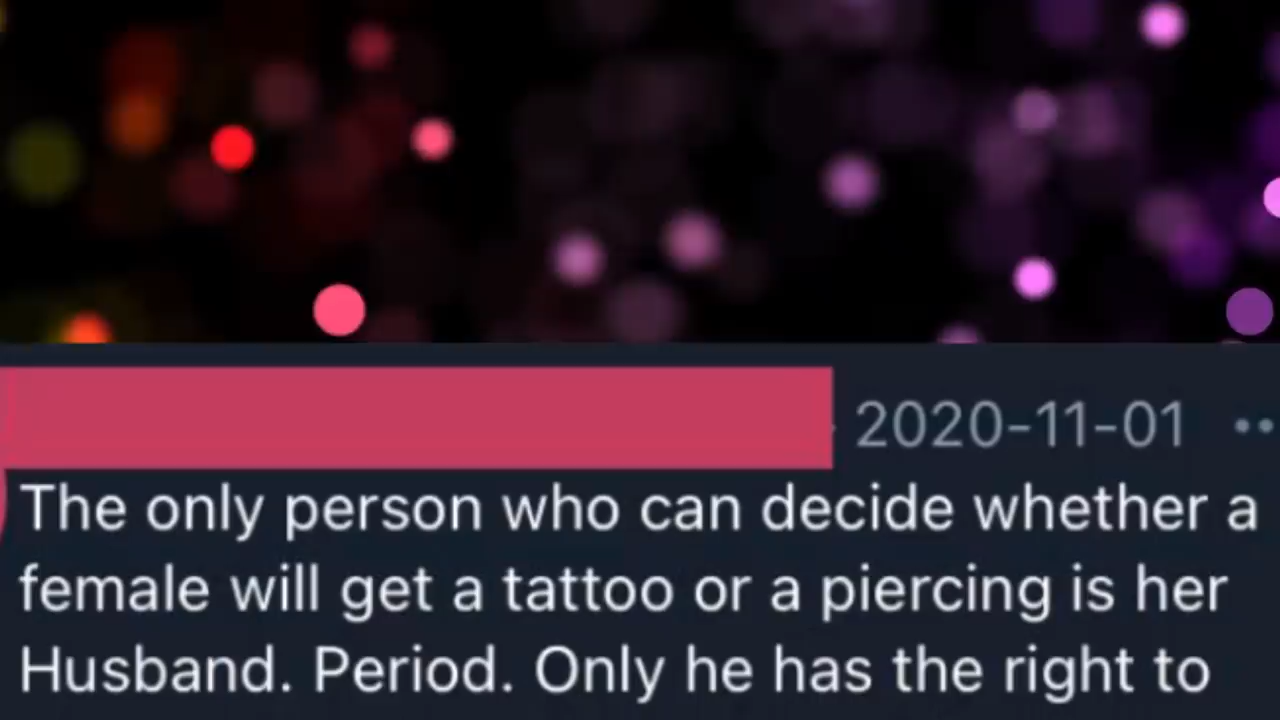 2020-11-01
The only person who can decide whether a
female will get a tattoo or a piercing is her
Husband. Period. Only he has the right to